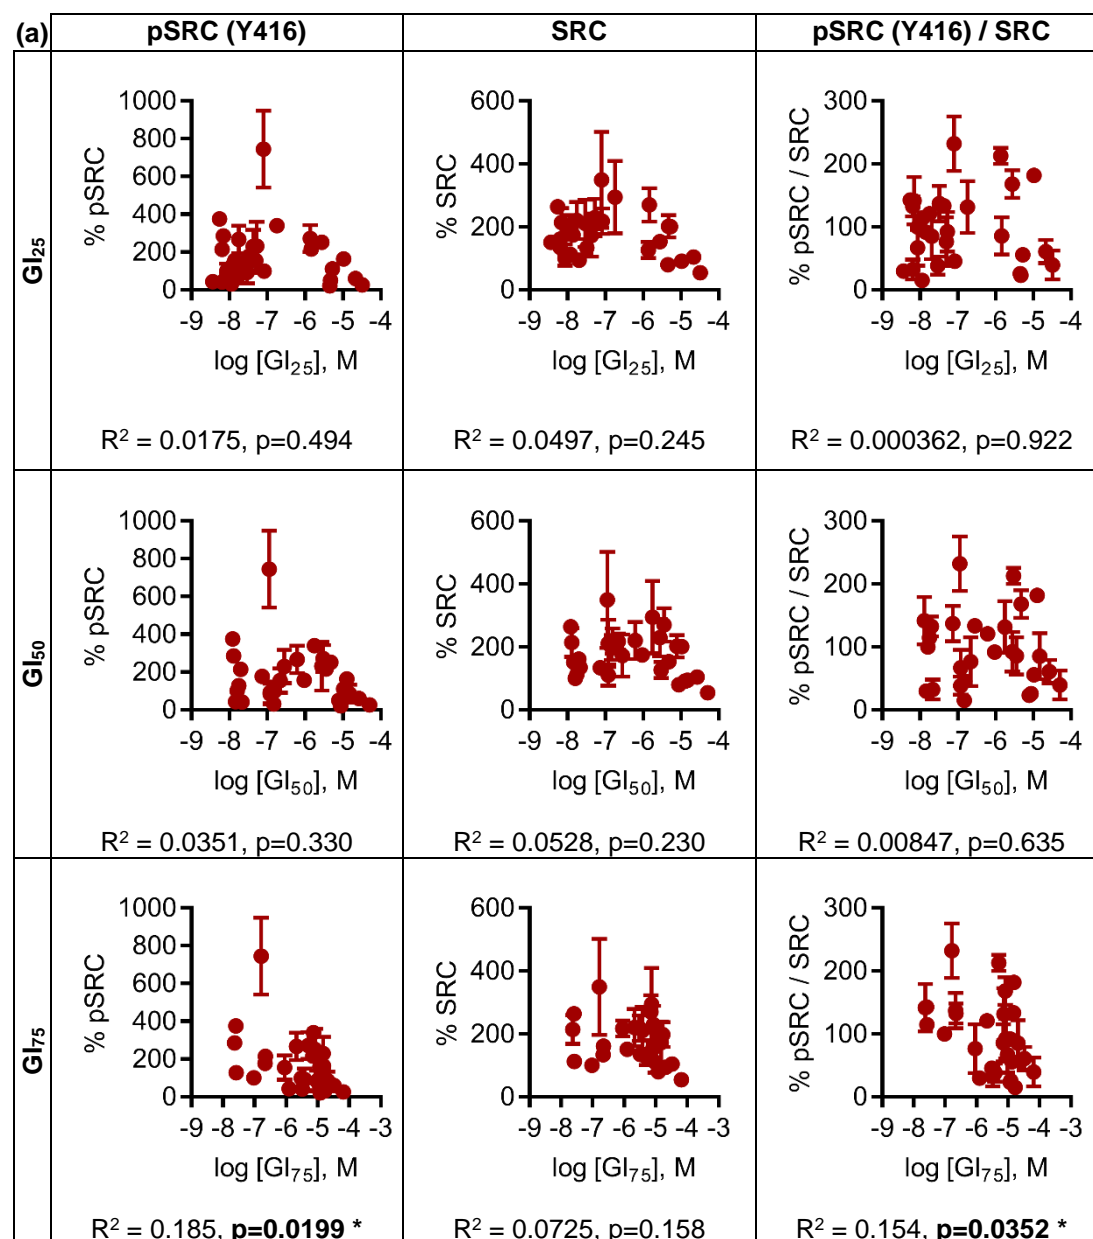 (a) pSRC (Y416) SRC pSRC (Y416) / SRC
GI25
% pSRC
1000
800
600
400
200
0
-9 -8 -7 -6 -5 -4
log [GI25], M
R² = 0.0175, p=0.494
% SRC
600
400
200
0
-9 -8 -7 -6 -5 -4
log [GI25], M
R² = 0.0497, p=0.245
% pSRC / SRC
300
200
100
0
-9 -8 -7 -6 -5 -4
log [GI25], M
R² = 0.000362, p=0.922
GI50
% pSRC
1000
800
600
400
200
0
-9 -8 -7 -6 -5 -4
log [GI50], M
R² = 0.0351, p=0.330
% SRC
600
400
200
0
-9 -8 -7 -6 -5 -4
log [GI50], M
R² = 0.0528, p=0.230
% pSRC / SRC
300
200
100
0
-9 -8 -7 -6 -5 -4
log [GI50], M
R² = 0.00847, p=0.635
GI75
% pSRC
1000
800
600
400
200
0
-9 -8 -7 -6 -5 -4 -3
log [GI75], M
R² = 0.185, p=0.0199 *
% SRC
600
400
200
0
-9 -8 -7 -6 -5 -4 -3
log [GI75], M
R² = 0.0725, p=0.158
% pSRC / SRC
300
200
100
0
-9 -8 -7 -6 -5 -4 -3
log [GI75], M
R² = 0.154, p=0.0352 *